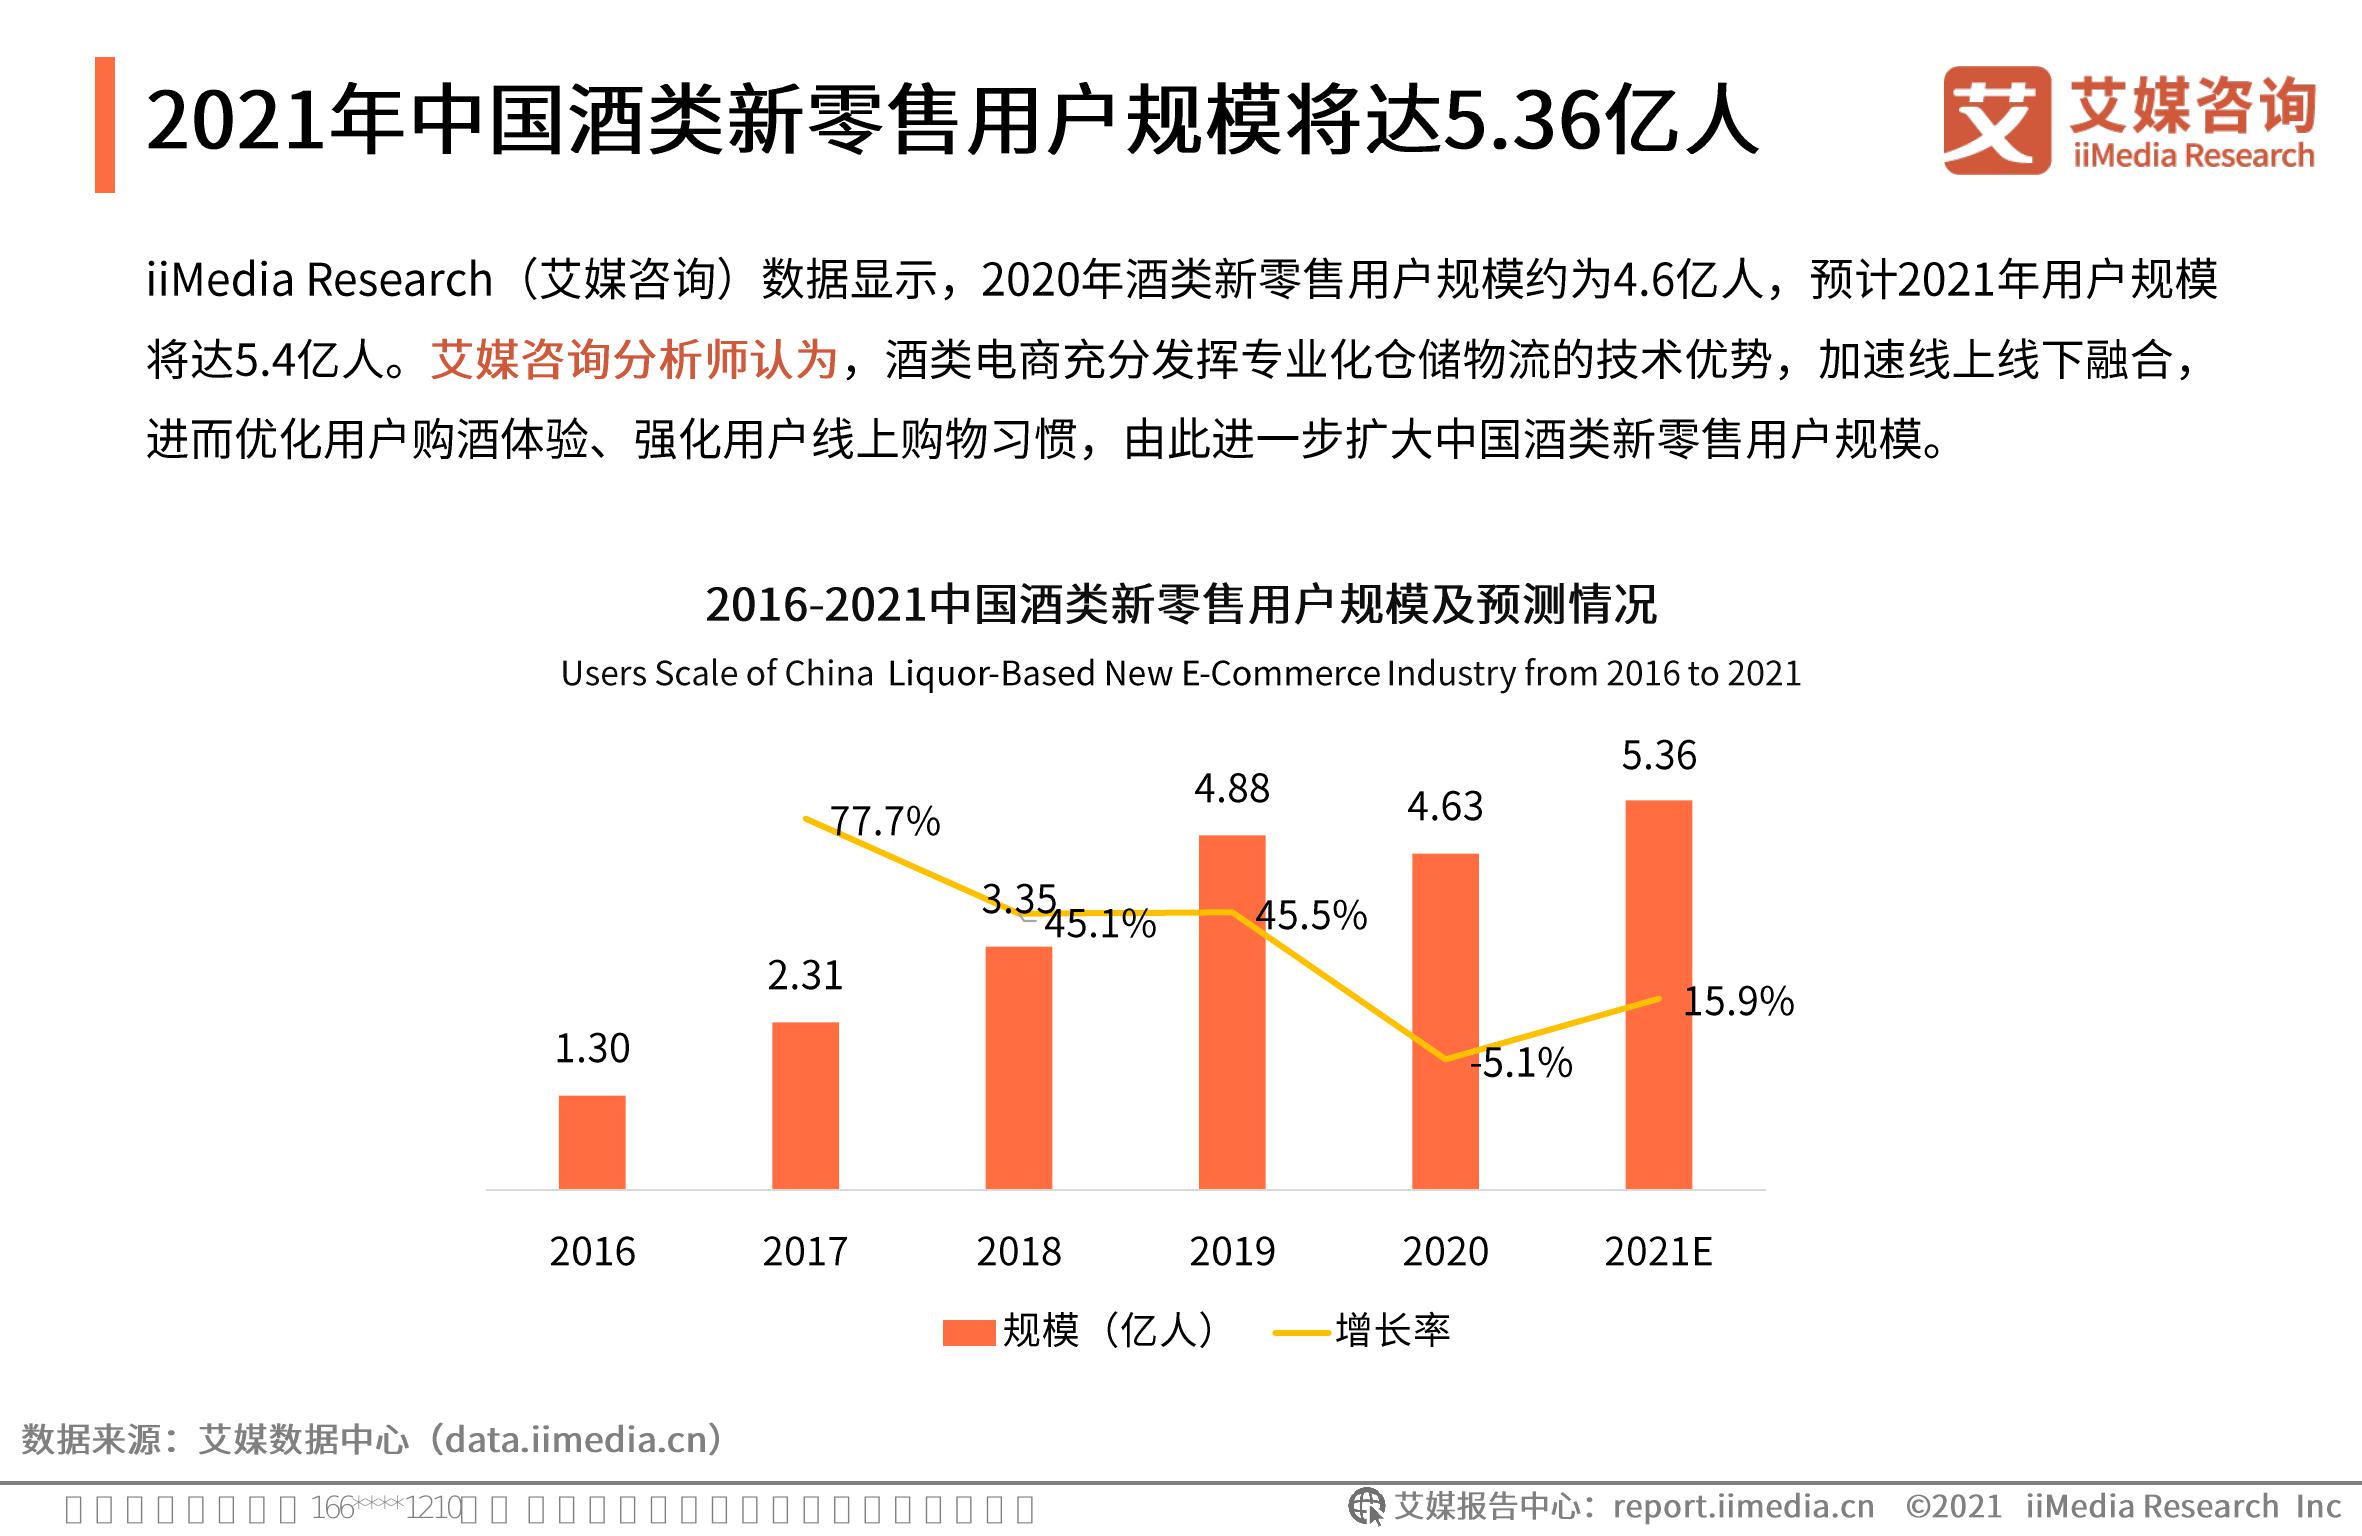 2021年中国酒类新零售用户规模将达5.36亿人
艾 艾媒咨询
iiMedia Research
iiMedia Research（艾媒咨询）数据显示，2020年酒类新零售用户规模约为4.6亿人，预计2021年用户规模
将达5.4亿人。艾媒咨询分析师认为，酒类电商充分发挥专业化仓储物流的技术优势，加速线上线下融合，
进而优化用户购酒体验、强化用户线上购物习惯，由此进一步扩大中国酒类新零售用户规模。
2016-2021中国酒类新零售用户规模及预测情况
Users Scale of China Liquor-Based New E-Commerce Industry from 2016 to 2021
5.36
4.88
4.63
77.7%
3.35
45.1%
45.5%
2.31
15.9%
1.30
-5.1%
2016 2017 2018 2019 2020 2021E
规模（亿人） 增长率
数据来源：艾媒数据中心（data.iimedia.cn）
166****1210
艾媒报告中心：report.iimedia.cn ©2021 iiMedia Research Inc